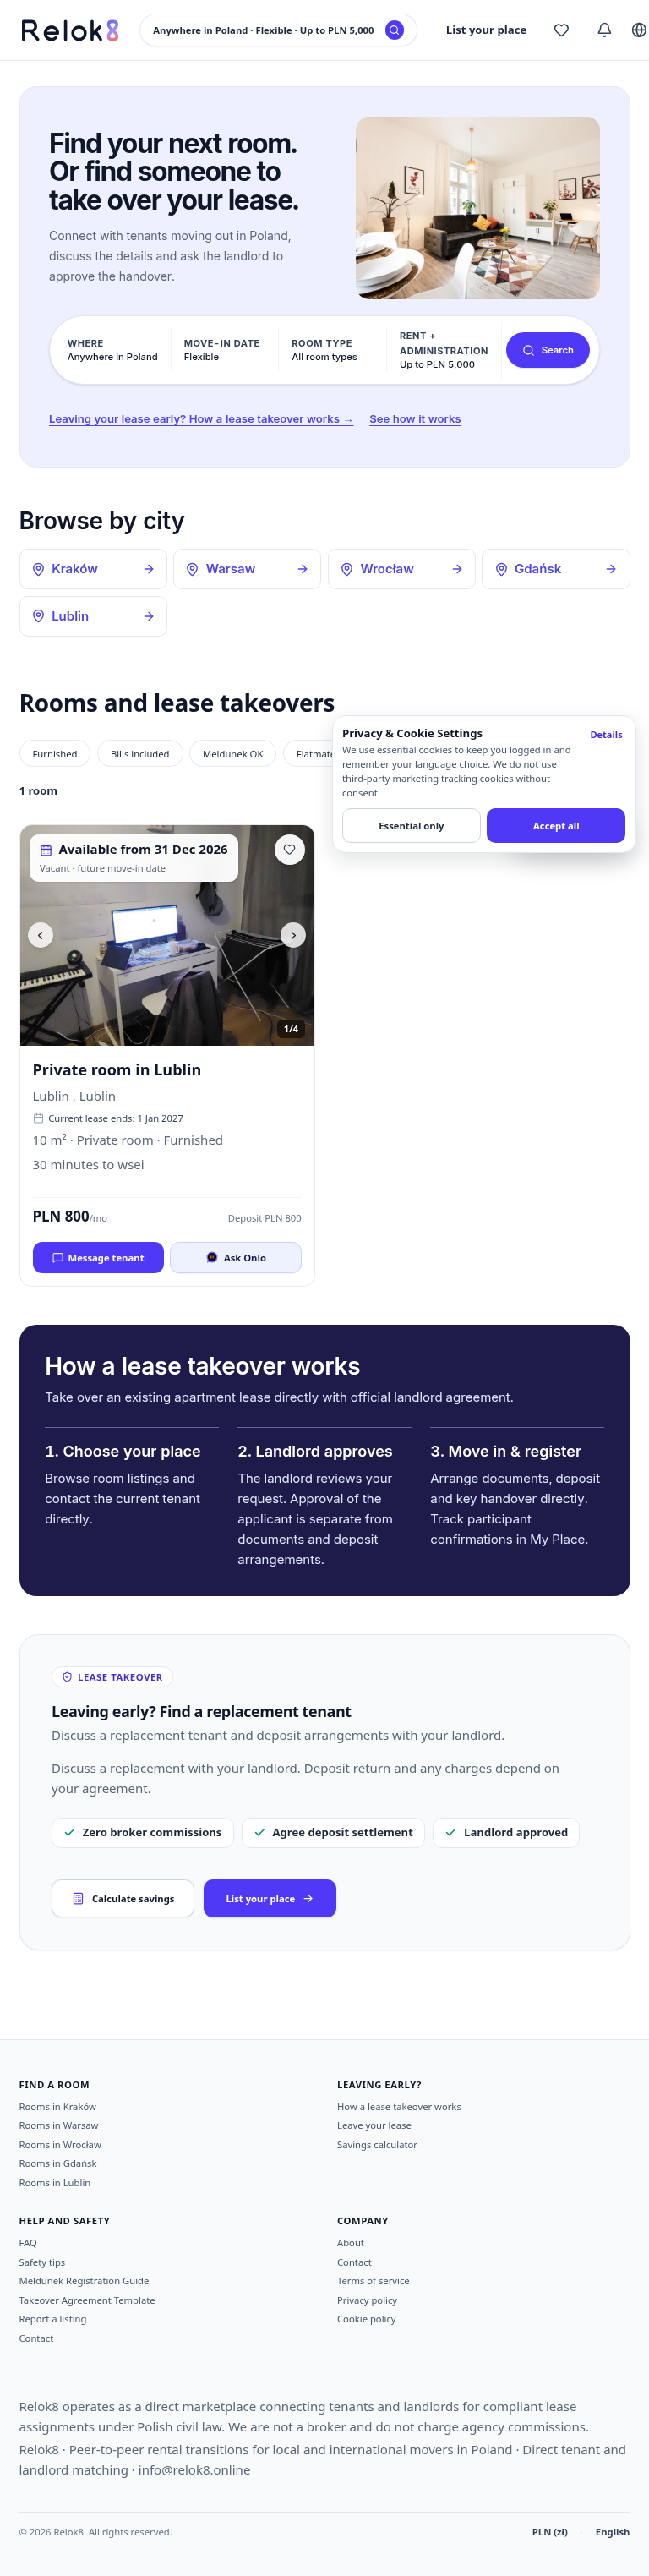 Relok8
Anywhere in Poland · Flexible · Up to PLN 5,000
List your place
Find your next room.
Or find someone to
take over your lease.
Connect with tenants moving out in Poland,
discuss the details and ask the landlord to
approve the handover.
WHERE
Anywhere in Poland
MOVE-IN DATE
Flexible
ROOM TYPE
All room types
RENT +
ADMINISTRATION
Up to PLN 5,000
Search
Leaving your lease early? How a lease takeover works →
See how it works
Browse by city
Kraków
Warsaw
Wrocław
Gdańsk
Lublin
Rooms and lease takeovers
Furnished
Bills included
Meldunek OK
Privacy & Cookie Settings
Details
We use essential cookies to keep you logged in and
remember your language choice. We do not use
third-party marketing tracking cookies without
consent.
Essential only
Accept all
1 room
Available from 31 Dec 2026
Vacant · future move-in date
1/4
Private room in Lublin
Lublin , Lublin
Current lease ends: 1 Jan 2027
10 m² · Private room · Furnished
30 minutes to wsei
PLN 800/mo
Deposit PLN 800
Message tenant
Ask Onlo
How a lease takeover works
Take over an existing apartment lease directly with official landlord agreement.
1. Choose your place
Browse room listings and
contact the current tenant
directly.
2. Landlord approves
The landlord reviews your
request. Approval of the
applicant is separate from
documents and deposit
arrangements.
3. Move in & register
Arrange documents, deposit
and key handover directly.
Track participant
confirmations in My Place.
LEASE TAKEOVER
Leaving early? Find a replacement tenant
Discuss a replacement tenant and deposit arrangements with your landlord.
Discuss a replacement with your landlord. Deposit return and any charges depend on
your agreement.
Zero broker commissions
Agree deposit settlement
Landlord approved
Calculate savings
List your place
FIND A ROOM
Rooms in Kraków
Rooms in Warsaw
Rooms in Wrocław
Rooms in Gdańsk
Rooms in Lublin
LEAVING EARLY?
How a lease takeover works
Leave your lease
Savings calculator
HELP AND SAFETY
FAQ
Safety tips
Meldunek Registration Guide
Takeover Agreement Template
Report a listing
Contact
COMPANY
About
Contact
Terms of service
Privacy policy
Cookie policy
Relok8 operates as a direct marketplace connecting tenants and landlords for compliant lease
assignments under Polish civil law. We are not a broker and do not charge agency commissions.
Relok8 · Peer-to-peer rental transitions for local and international movers in Poland · Direct tenant and
landlord matching · info@relok8.online
© 2026 Relok8. All rights reserved.
PLN (zł) · English